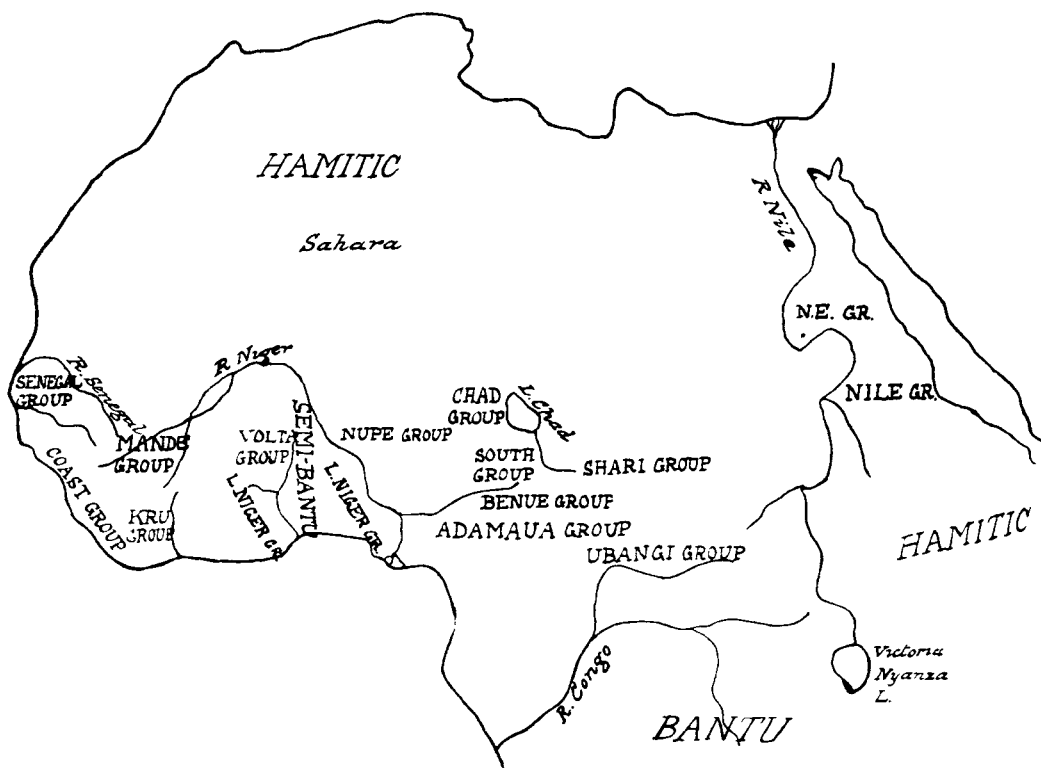 HAMITIC
Sahara
R Nile
N.E. GR.
NILE GR.
R. Senegal
SENEGAL
GROUP
R Niger
MANDE
GROUP
COAST GROUP
KRU
GROUP
VOLTA
GROUP
L. NIGER GR.
SEMI-BANTU
L. NIGER GR.
NUPE GROUP
CHAD
GROUP
L. Chad
SOUTH
GROUP
SHARI GROUP
BENUE GROUP
ADAMAUA GROUP
UBANGI GROUP
HAMITIC
Victoria
Nyanza
L.
R. Congo
BANTU